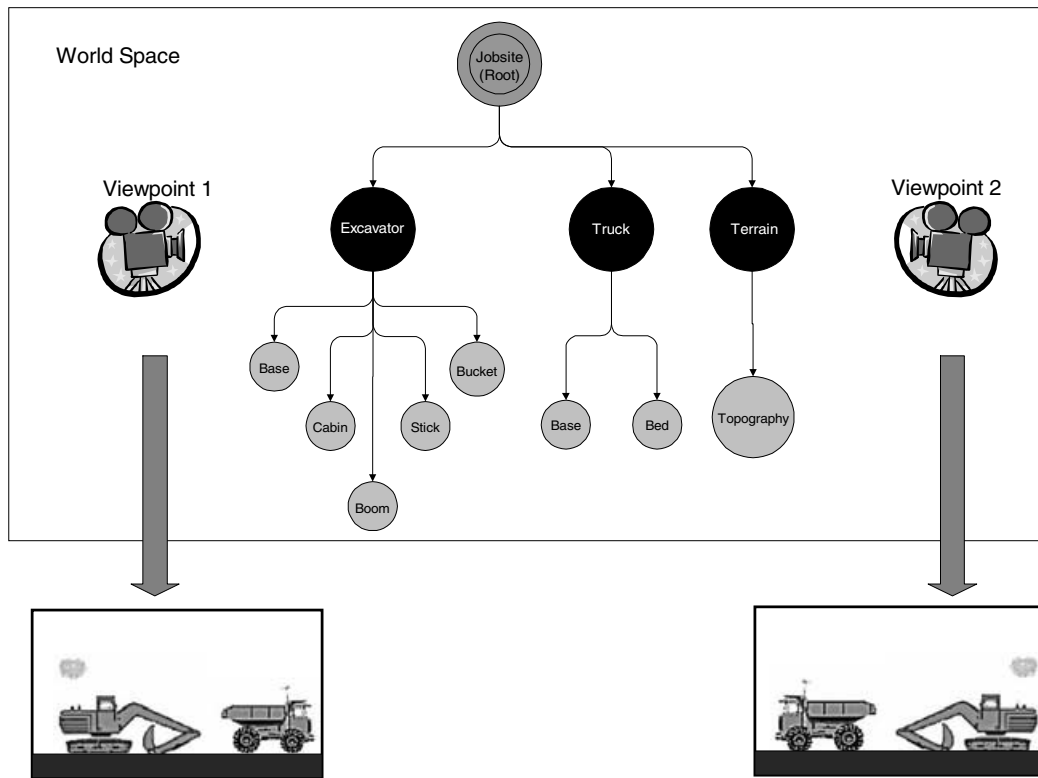 World Space
Jobsite
(Root)
Viewpoint 1
Viewpoint 2
Excavator
Truck
Terrain
Base
Bucket
Cabin
Stick
Base
Bed
Topography
Boom